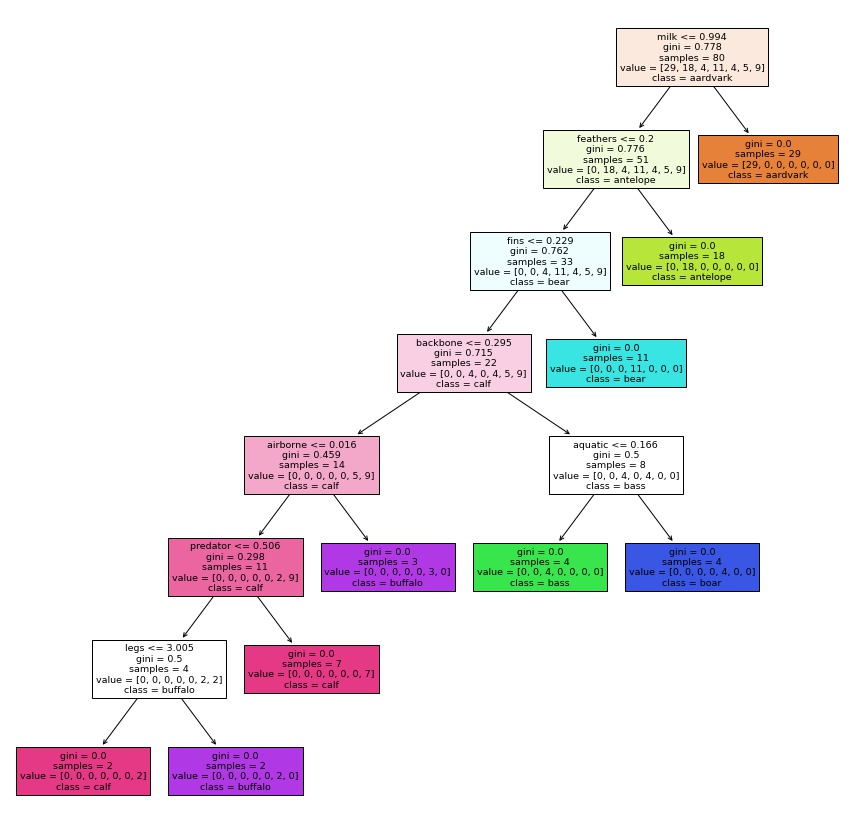 milk <= 0.994
gini = 0.778
samples = 80
value = [29, 18, 4, 11, 4, 5, 9]
class = aardvark
feathers <= 0.2
gini = 0.776
samples = 51
value = [0, 18, 4, 11, 4, 5, 9]
class = antelope
gini = 0.0
samples = 29
value = [29, 0, 0, 0, 0, 0, 0]
class = aardvark
fins <= 0.229
gini = 0.762
samples = 33
value = [0, 0, 4, 11, 4, 5, 9]
class = bear
gini = 0.0
samples = 18
value = [0, 18, 0, 0, 0, 0, 0]
class = antelope
backbone <= 0.295
gini = 0.715
samples = 22
value = [0, 0, 4, 0, 4, 5, 9]
class = calf
gini = 0.0
samples = 11
value = [0, 0, 0, 11, 0, 0, 0]
class = bear
airborne <= 0.016
gini = 0.459
samples = 14
value = [0, 0, 0, 0, 0, 5, 9]
class = calf
aquatic <= 0.166
gini = 0.5
samples = 8
value = [0, 0, 4, 0, 4, 0, 0]
class = bass
predator <= 0.506
gini = 0.298
samples = 11
value = [0, 0, 0, 0, 0, 2, 9]
class = calf
gini = 0.0
samples = 3
value = [0, 0, 0, 0, 0, 3, 0]
class = buffalo
gini = 0.0
samples = 4
value = [0, 0, 4, 0, 0, 0, 0]
class = bass
gini = 0.0
samples = 4
value = [0, 0, 0, 0, 4, 0, 0]
class = boar
legs <= 3.005
gini = 0.5
samples = 4
value = [0, 0, 0, 0, 0, 2, 2]
class = buffalo
gini = 0.0
samples = 7
value = [0, 0, 0, 0, 0, 0, 7]
class = calf
gini = 0.0
samples = 2
value = [0, 0, 0, 0, 0, 0, 2]
class = calf
gini = 0.0
samples = 2
value = [0, 0, 0, 0, 0, 2, 0]
class = buffalo